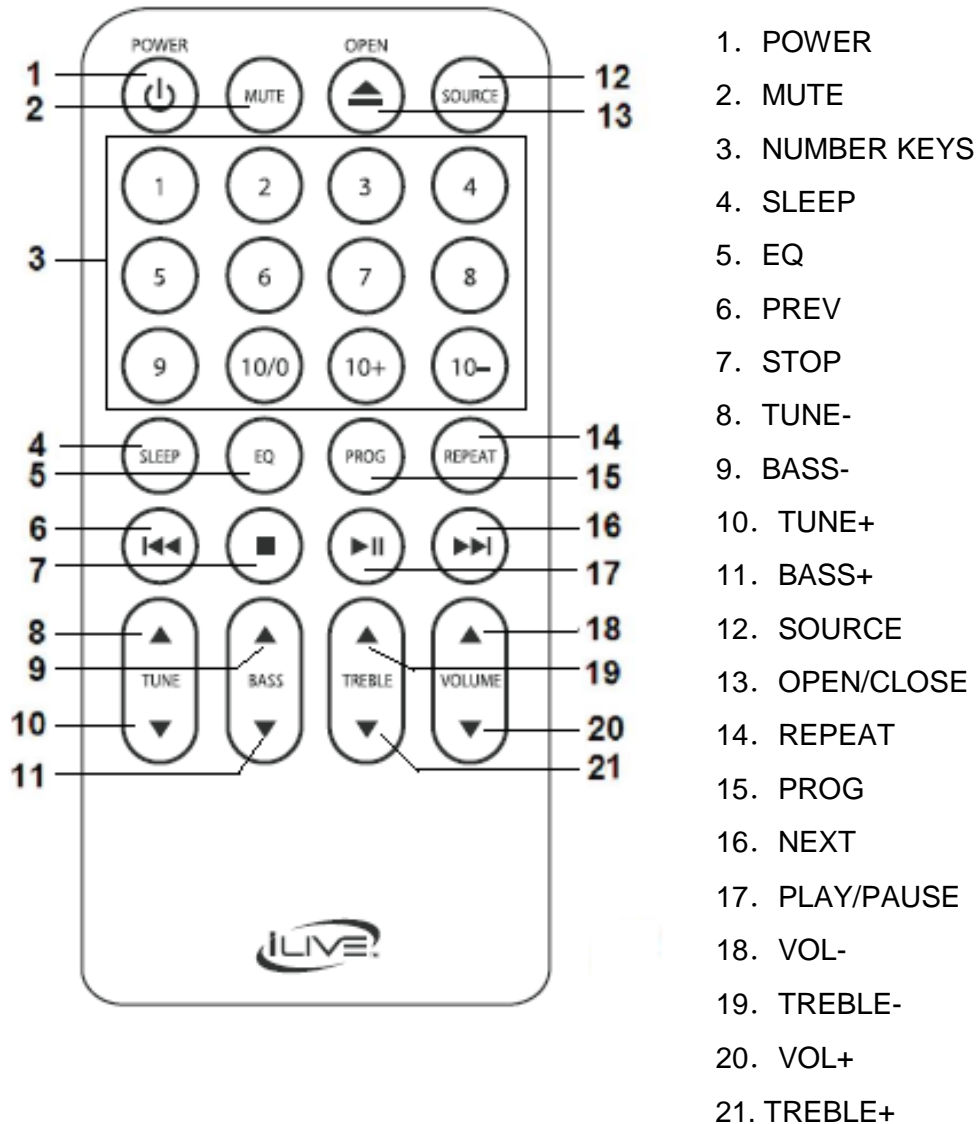 POWER OPEN
1 MUTE SOURCE 12
2 13
1 2 3 4
3 5 6 7 8
9 10/0 10+ 10-
4 SLEEP EQ PROG REPEAT 14
5 15
6 16
7 17
8 18
9 TUNE BASS TREBLE VOLUME 19
10 20
11 21
iLIVE
1. POWER
2. MUTE
3. NUMBER KEYS
4. SLEEP
5. EQ
6. PREV
7. STOP
8. TUNE-
9. BASS-
10. TUNE+
11. BASS+
12. SOURCE
13. OPEN/CLOSE
14. REPEAT
15. PROG
16. NEXT
17. PLAY/PAUSE
18. VOL-
19. TREBLE-
20. VOL+
21. TREBLE+